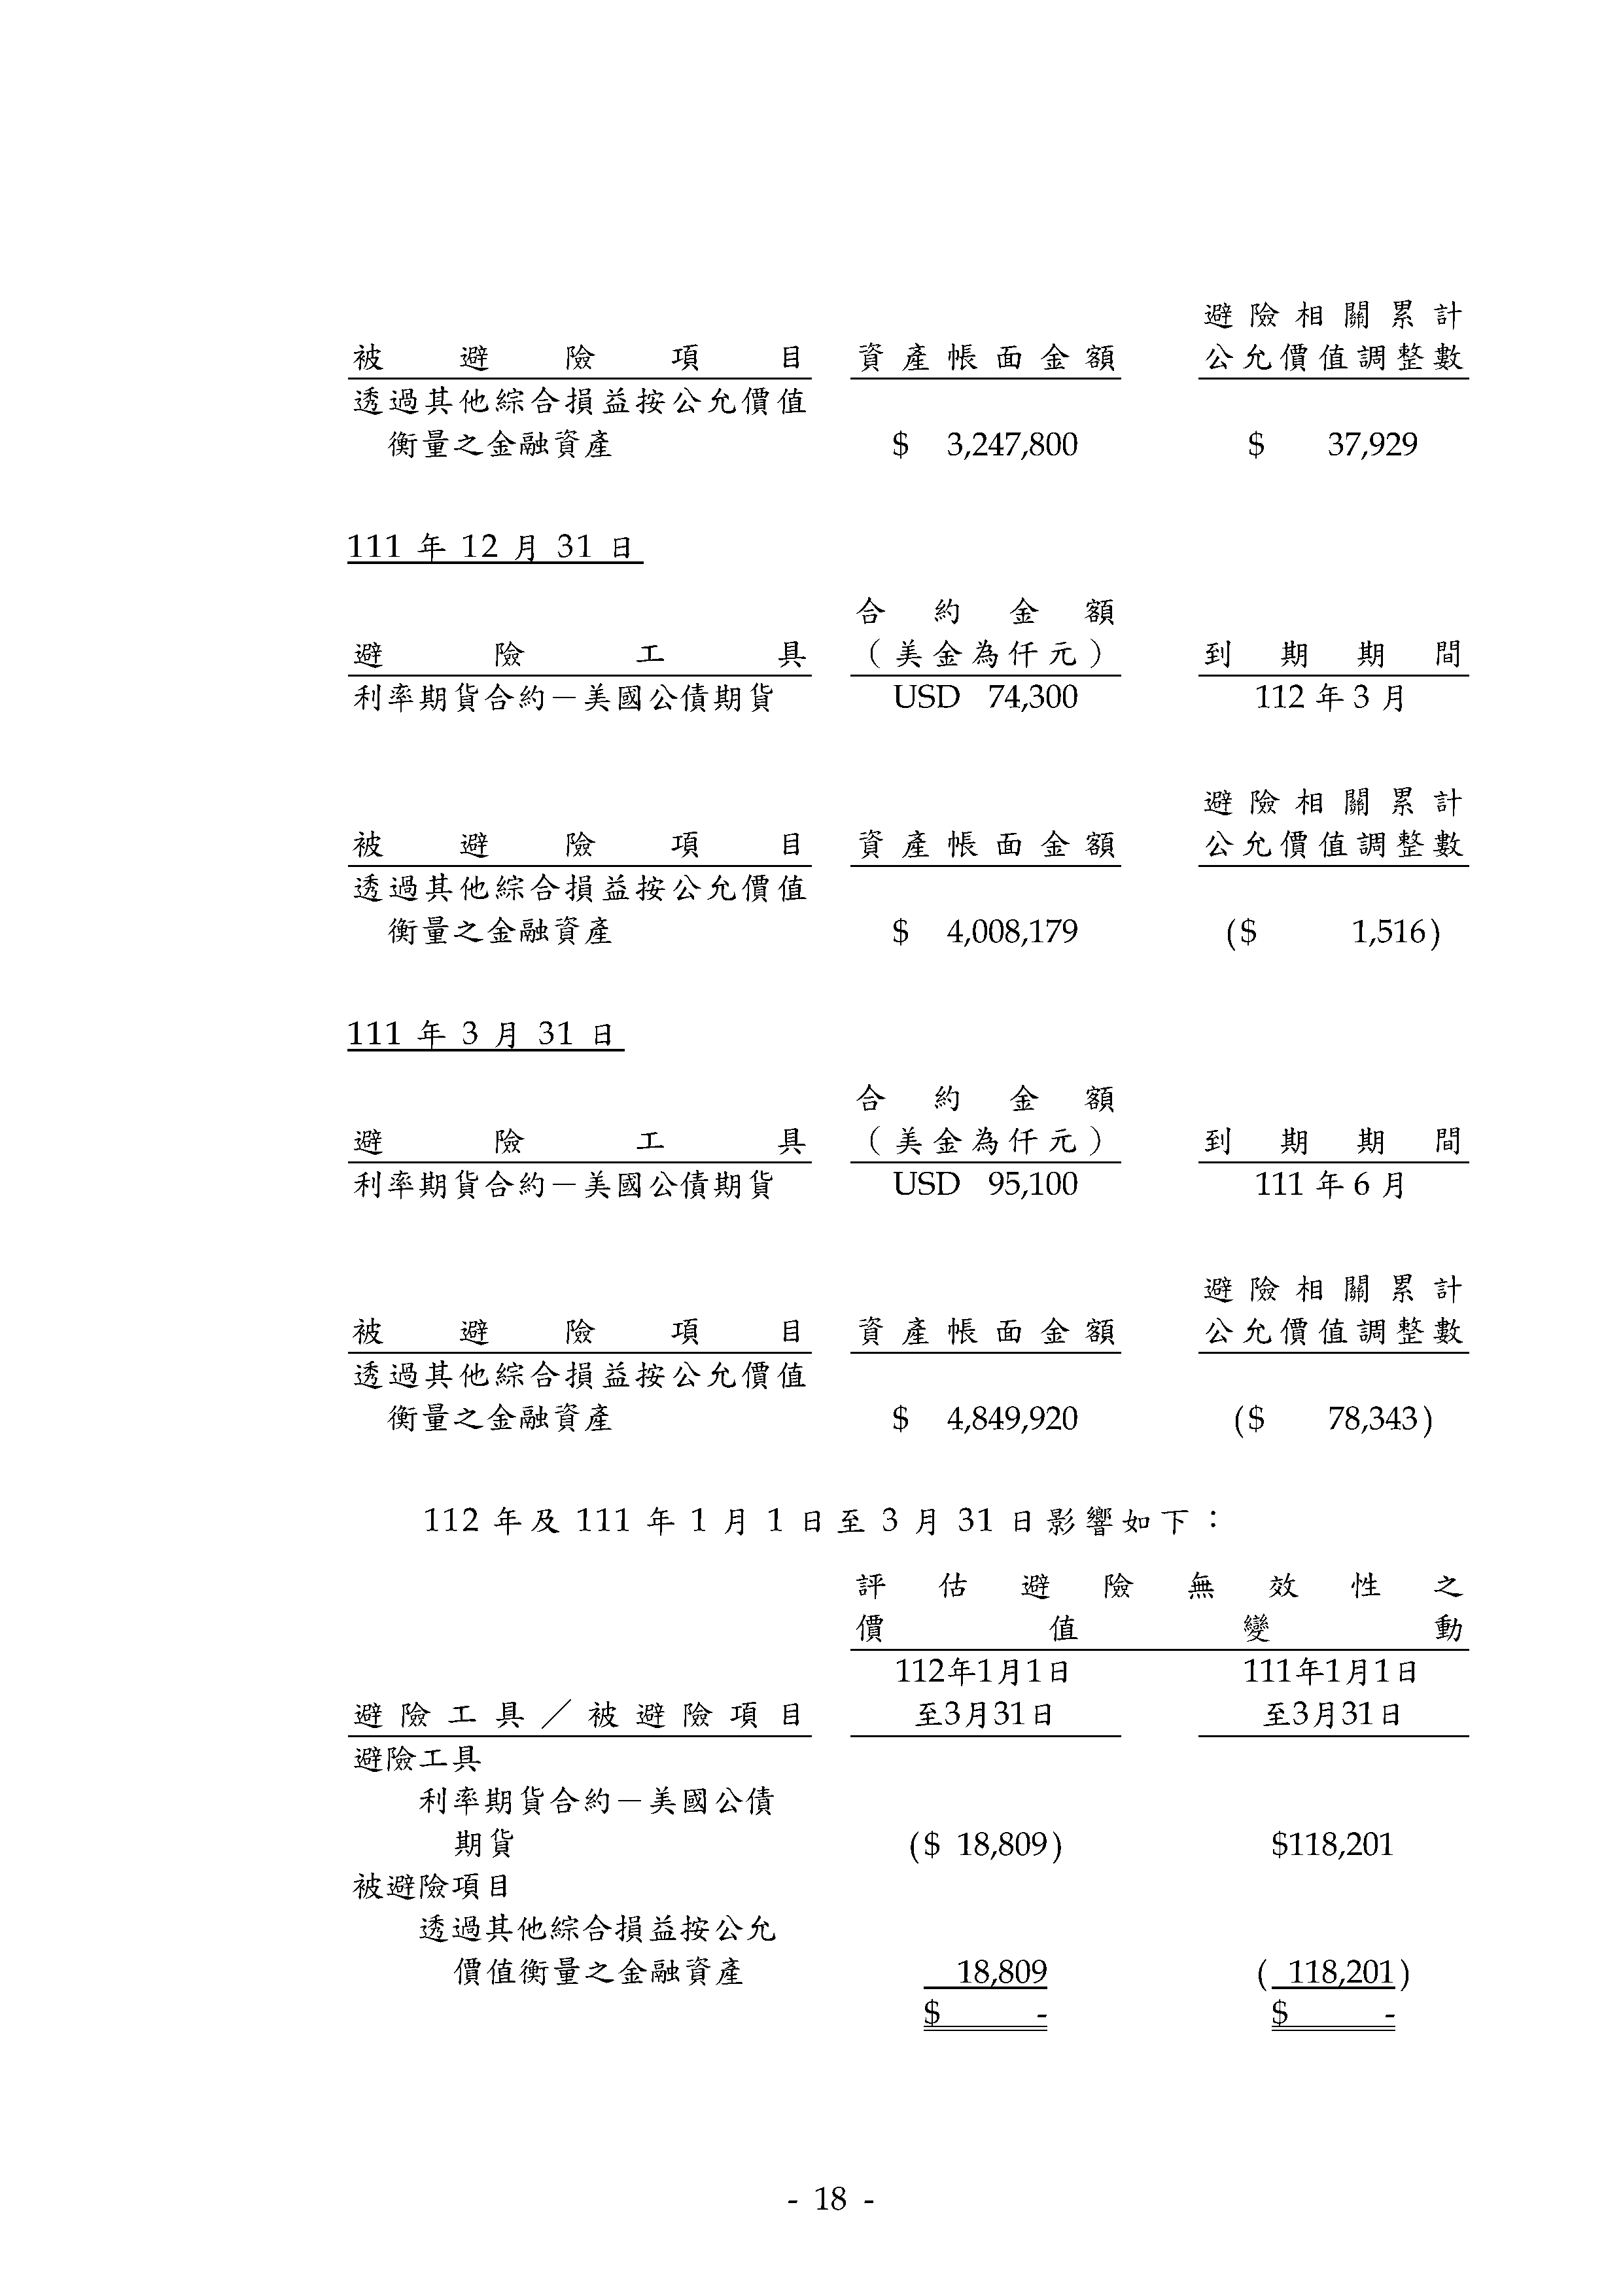 避險相關累計
被避險項目 資產帳面金額 公允價值調整數
透過其他綜合損益按公允價值
衡量之金融資產 $ 3,247,800 $ 37,929
111 年 12 月 31 日
合約金額
避險工具 （美金為仟元） 到期期間
利率期貨合約－美國公債期貨 USD 74,300 112 年 3 月
避險相關累計
被避險項目 資產帳面金額 公允價值調整數
透過其他綜合損益按公允價值
衡量之金融資產 $ 4,008,179 ($ 1,516)
111 年 3 月 31 日
合約金額
避險工具 （美金為仟元） 到期期間
利率期貨合約－美國公債期貨 USD 95,100 111 年 6 月
避險相關累計
被避險項目 資產帳面金額 公允價值調整數
透過其他綜合損益按公允價值
衡量之金融資產 $ 4,849,920 ($ 78,343)
112 年及 111 年 1 月 1 日至 3 月 31 日影響如下：
評估避險無效性之
價值變動
112年1月1日 111年1月1日
避險工具／被避險項目 至3月31日 至3月31日
避險工具
利率期貨合約－美國公債
期貨 ($ 18,809) $118,201
被避險項目
透過其他綜合損益按公允
價值衡量之金融資產 18,809 ( 118,201)
$ - $ -
- 18 -